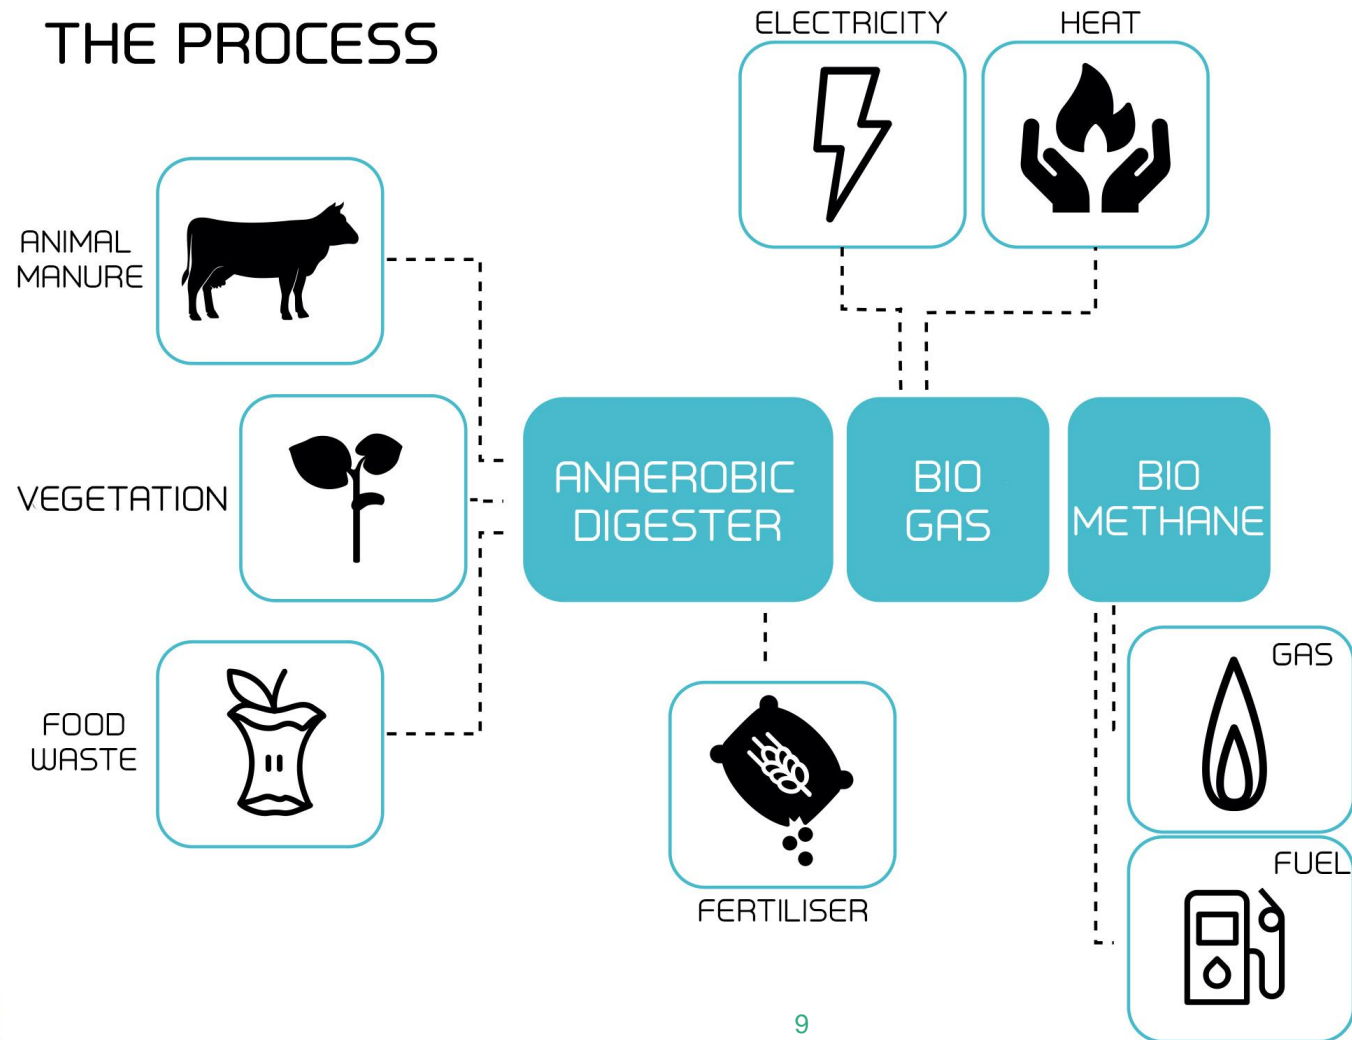 THE PROCESS
ELECTRICITY
HEAT
ANIMAL
MANURE
VEGETATION
FOOD
WASTE
ANAEROBIC
DIGESTER
BIO
GAS
BIO
METHANE
FERTILISER
GAS
FUEL
9